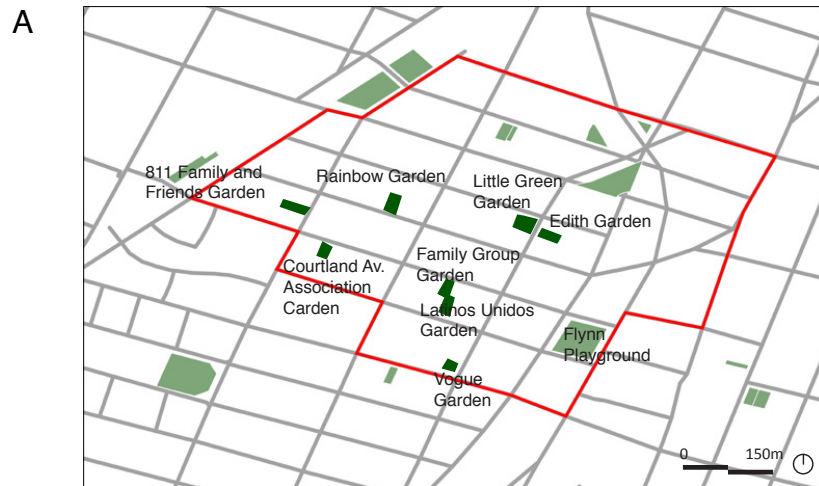 A
811 Family and
Friends Garden
Rainbow Garden
Little Green
Garden
Edith Garden
Courtland Av.
Association
Carden
Family Group
Garden
Latinos Unidos
Garden
Flynn
Playground
Vogue
Garden
0 150m